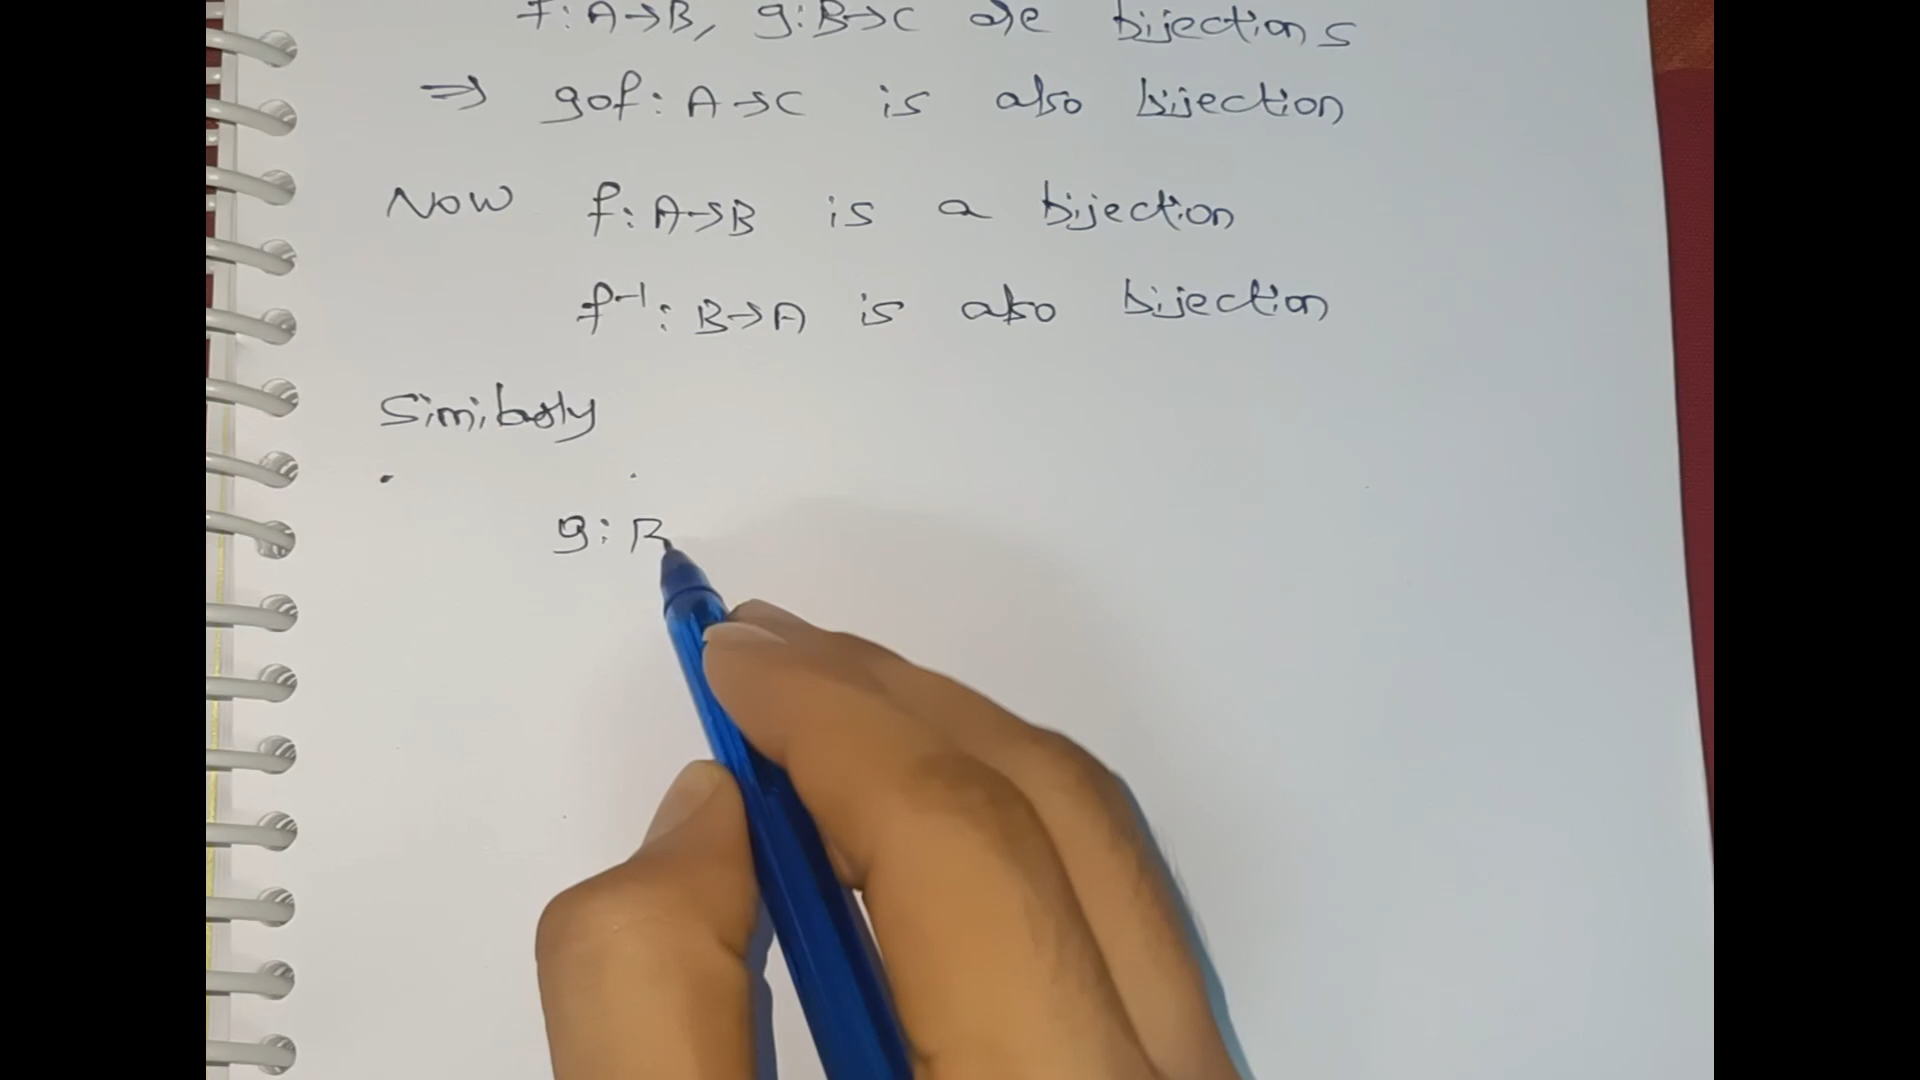 f: A→B, g: B→C are bijections
⇒ gof: A→C is also bijection
Now f: A→B is a bijection
f⁻¹: B→A is also bijection
Similarly
g: B